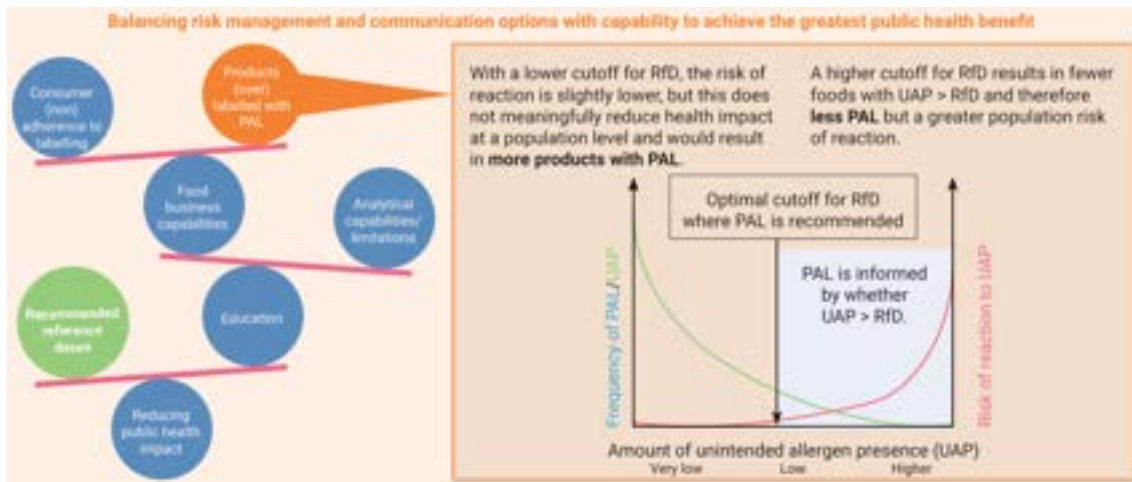 Balancing risk management and communication options with capability to achieve the greatest public health benefit
Consumer
(non)
adherence to
labelling
Products
(over)
labelled with
PAL
Food
business
capabilities
Analytical
capabilities/
limitations
Recommended
reference
doses
Education
Reducing
public health
impact
With a lower cutoff for RfD, the risk of
reaction is slightly lower, but this does
not meaningfully reduce health impact
at a population level and would result
in more products with PAL.
A higher cutoff for RfD results in fewer
foods with UAP > RfD and therefore
less PAL but a greater population risk
of reaction.
Optimal cutoff for RfD
where PAL is recommended
PAL is informed
by whether
UAP > RfD.
Frequency of PAL/UAP
Risk of reaction to UAP
Amount of unintended allergen presence (UAP)
Very low
Low
Higher